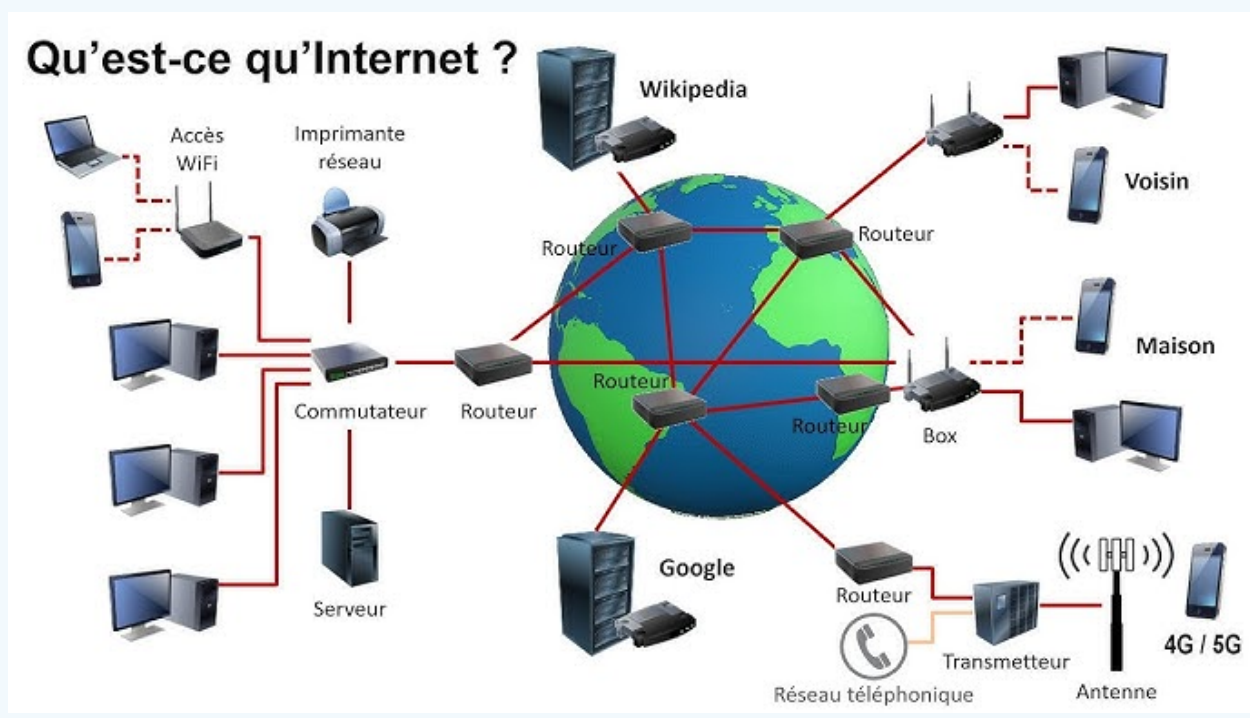 Qu'est-ce qu'Internet ?
Accès
WiFi
Imprimante
réseau
Wikipedia
Voisin
Routeur
Routeur
Maison
Routeur
Commutateur
Routeur
Routeur
Box
Google
Serveur
Routeur
4G / 5G
Transmetteur
Réseau téléphonique
Antenne